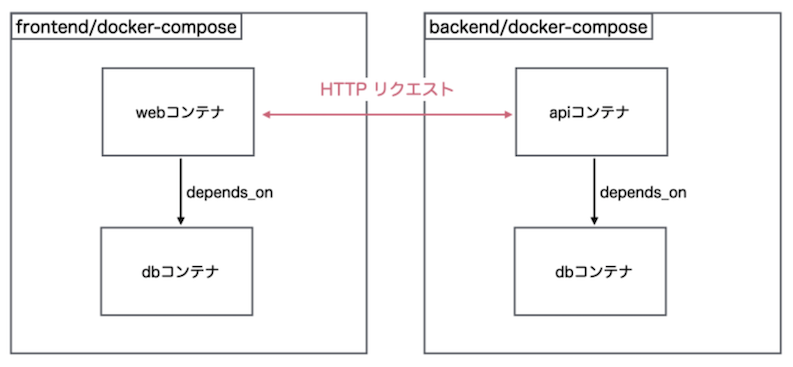 frontend/docker-compose
backend/docker-compose
HTTP リクエスト
webコンテナ
apiコンテナ
depends_on
depends_on
dbコンテナ
dbコンテナ